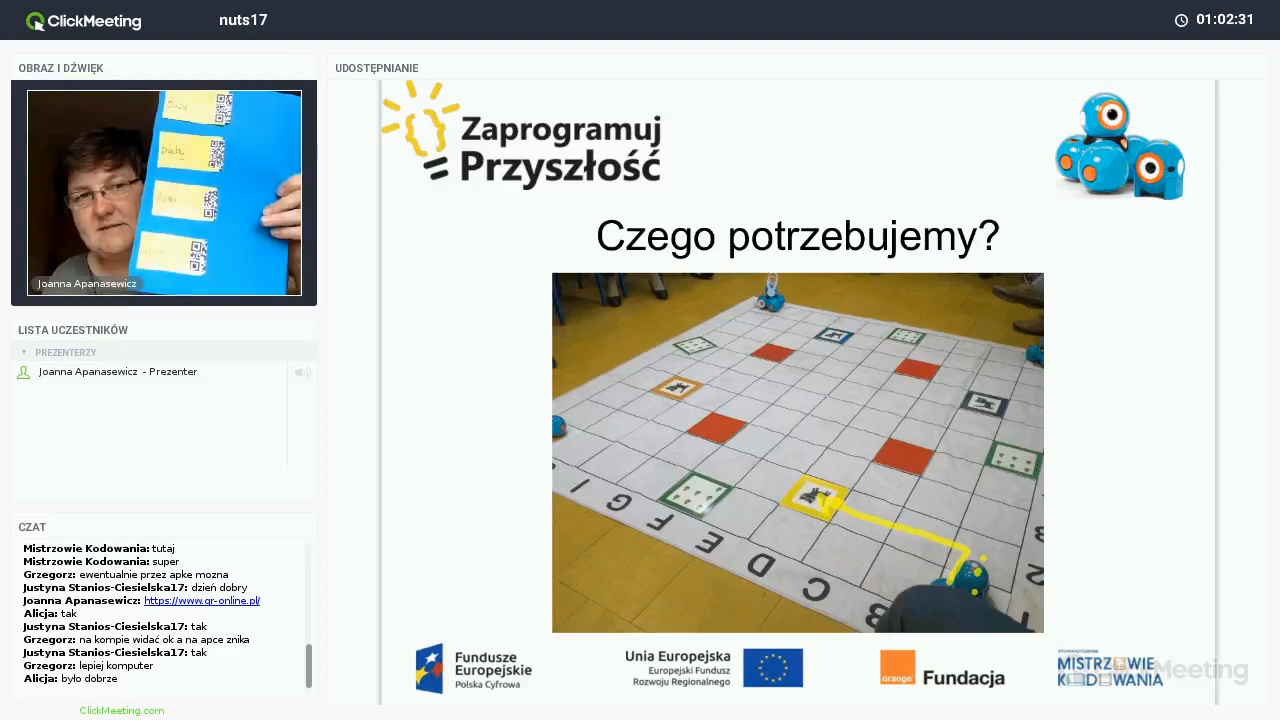 ClickMeeting
nuts17
01:02:31
OBRAZ I DŹWIĘK
Joanna Apanasewicz
LISTA UCZESTNIKÓW
PREZENTERZY
Joanna Apanasewicz - Prezenter
CZAT
Mistrzowie Kodowania: tutaj
Mistrzowie Kodowania: super
Grzegorz: ewentualnie przez apke mozna
Justyna Stanios-Ciesielska17: dzień dobry
Joanna Apanasewicz: https://www.qr-online.pl/
Alicja: tak
Justyna Stanios-Ciesielska17: tak
Grzegorz: na kompie widać ok a na apce znika
Justyna Stanios-Ciesielska17: tak
Grzegorz: lepiej komputer
Alicja: było dobrze
ClickMeeting.com
UDOSTĘPNIANIE
Zaprogramuj
Przyszłość
Czego potrzebujemy?
I G F E D C B
2
3
Fundusze
Europejskie
Polska Cyfrowa
Unia Europejska
Europejski Fundusz
Rozwoju Regionalnego
orange
Fundacja
STOWARZYSZENIE
MISTRZOWIE
KODOWANIA
Meeting